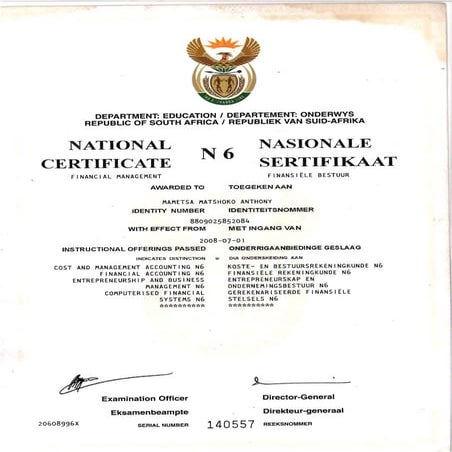 DEPARTMENT: EDUCATION / DEPARTEMENT: ONDERWYS
REPUBLIC OF SOUTH AFRICA / REPUBLIEK VAN SUID-AFRIKA
NATIONAL CERTIFICATE N 6 NASIONALE SERTIFIKAAT
FINANCIAL MANAGEMENT FINANSIËLE BESTUUR
AWARDED TO TOEGEKEN AAN
MAMETSA MATSHOKO ANTHONY
IDENTITY NUMBER IDENTITEITSNOMMER
8809025852084
WITH EFFECT FROM MET INGANG VAN
2008-07-01
INSTRUCTIONAL OFFERINGS PASSED ONDERRIGAANBIEDINGE GESLAAG
INDICATES DISTINCTION DUI ONDERSKEIDING AAN
COST AND MANAGEMENT ACCOUNTING N6 KOSTE- EN BESTUURSREKENINGKUNDE N6
FINANCIAL ACCOUNTING N6 FINANSIËLE REKENINGKUNDE N6
ENTREPRENEURSHIP AND BUSINESS ENTREPRENEURSKAP EN
MANAGEMENT N6 ONDERNEMINGSBESTUUR N6
COMPUTERISED FINANCIAL GEREKENARISEERDE FINANSIËLE
SYSTEMS N6 STELSELS N6
********** **********
Examination Officer Director-General
Eksamenbeampte Direkteur-generaal
20608996X SERIAL NUMBER 140557 REEKSNOMMER